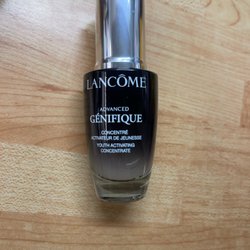 LANCÔME
ADVANCED
GÉNIFIQUE
CONCENTRÉ
ACTIVATEUR DE JEUNESSE
YOUTH ACTIVATING
CONCENTRATE